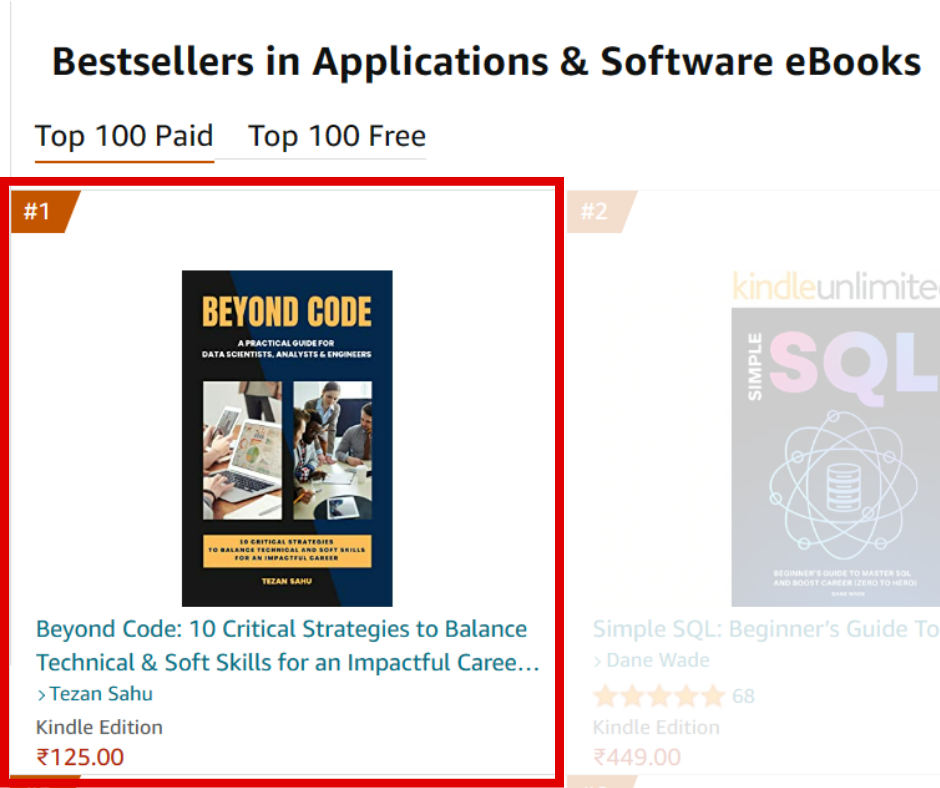 Bestsellers in Applications & Software eBooks
Top 100 Paid
Top 100 Free
#1
BEYOND CODE
A PRACTICAL GUIDE FOR
DATA SCIENTISTS, ANALYSTS & ENGINEERS
10 CRITICAL STRATEGIES
TO BALANCE TECHNICAL AND SOFT SKILLS
FOR AN IMPACTFUL CAREER
TEZAN SAHU
Beyond Code: 10 Critical Strategies to Balance
Technical & Soft Skills for an Impactful Caree…
›Tezan Sahu
Kindle Edition
₹125.00
#2
kindleunlimite
SIMPLE
SQL
BEGINNER'S GUIDE TO MASTER SQL
AND BOOST CAREER (ZERO TO HERO)
DANE WADE
Simple SQL: Beginner's Guide To
›Dane Wade
68
Kindle Edition
₹449.00